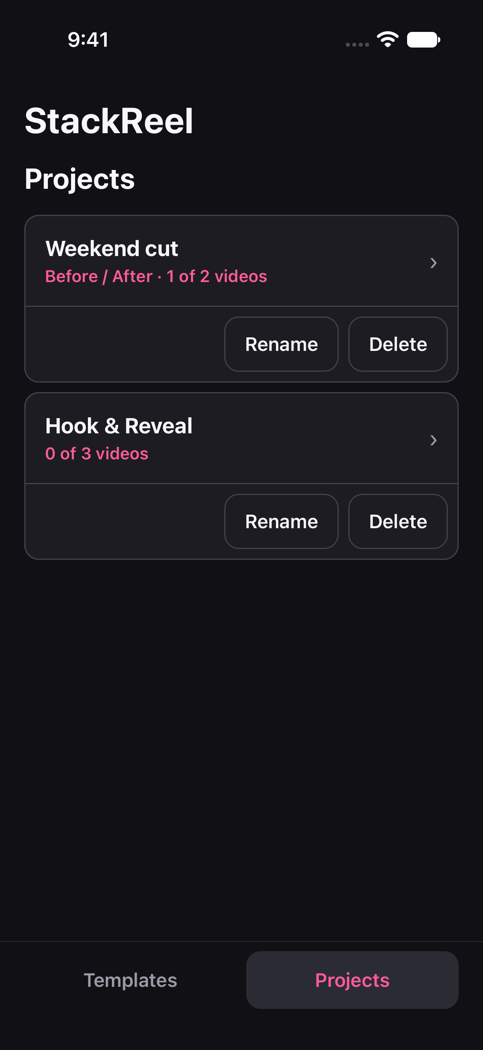 9:41
StackReel
Projects
Weekend cut
Before / After · 1 of 2 videos
›
Rename Delete
Hook & Reveal
0 of 3 videos
›
Rename Delete
Templates Projects